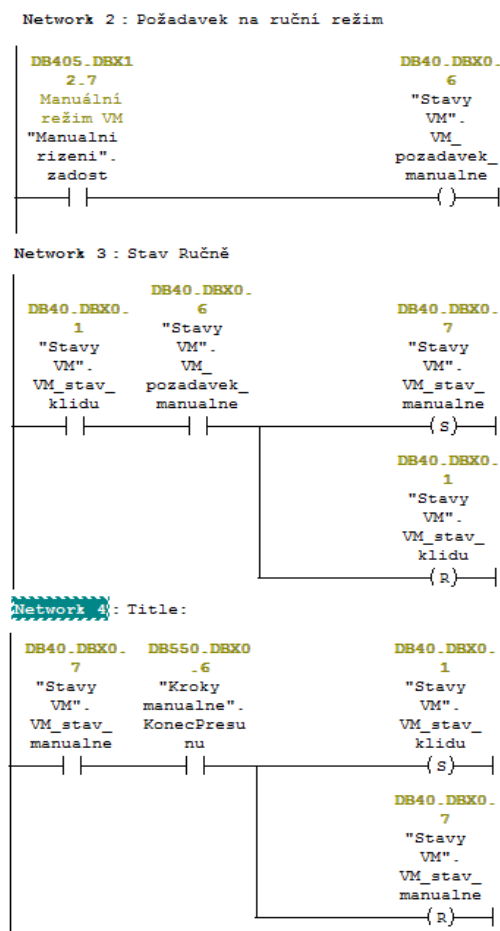 Network 2 : Požadavek na ruční režim
DB405.DBX1
2.7
Manuální
režim VM
"Manualni
rizeni".
zadost
DB40.DBX0.
6
"Stavy
VM".
VM_
pozadavek_
manualne
( )
Network 3 : Stav Ručně
DB40.DBX0.
1
"Stavy
VM".
VM_stav_
klidu
DB40.DBX0.
6
"Stavy
VM".
VM_
pozadavek_
manualne
DB40.DBX0.
7
"Stavy
VM".
VM_stav_
manualne
(S)
DB40.DBX0.
1
"Stavy
VM".
VM_stav_
klidu
(R)
Network 4 : Title:
DB40.DBX0.
7
"Stavy
VM".
VM_stav_
manualne
DB550.DBX0
.6
"Kroky
manualne".
KonecPresu
nu
DB40.DBX0.
1
"Stavy
VM".
VM_stav_
klidu
(S)
DB40.DBX0.
7
"Stavy
VM".
VM_stav_
manualne
(R)